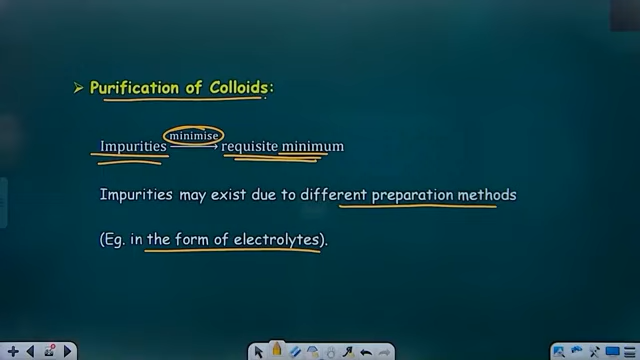 ➤ Purification of Colloids:
minimise
Impurities ⟶ requisite minimum
Impurities may exist due to different preparation methods
(Eg. in the form of electrolytes).